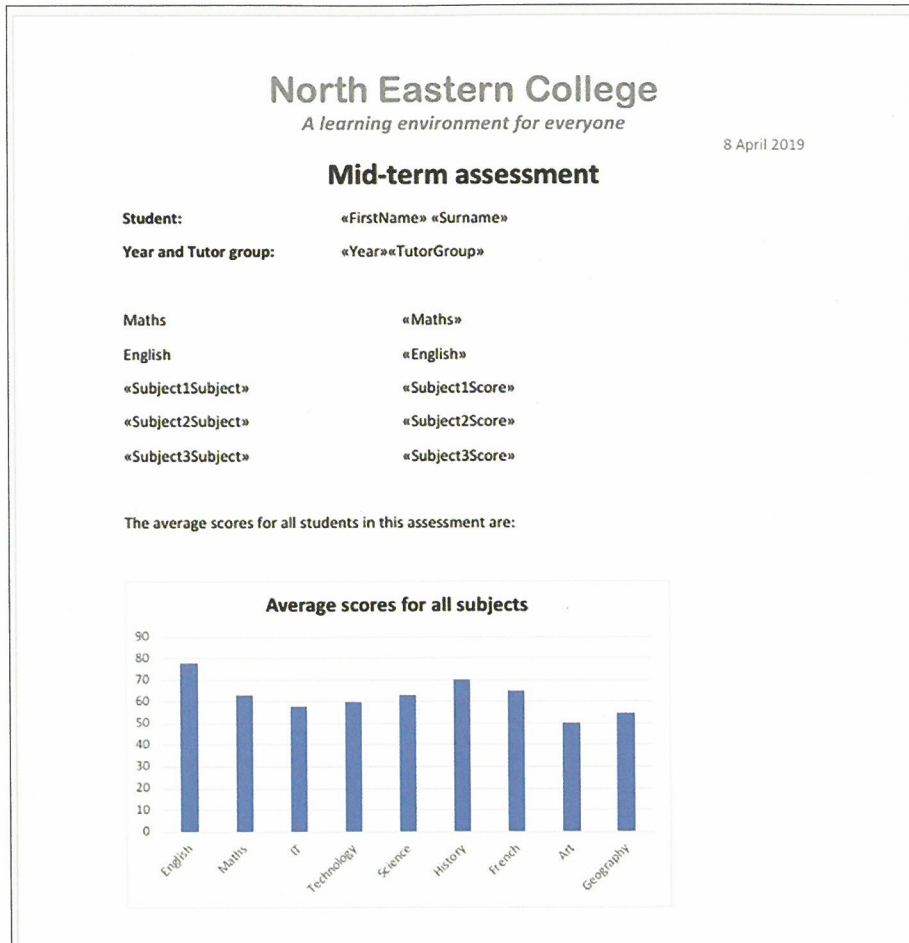 North Eastern College
A learning environment for everyone
8 April 2019
Mid-term assessment
Student: «FirstName» «Surname»
Year and Tutor group: «Year»«TutorGroup»
Maths «Maths»
English «English»
«Subject1Subject» «Subject1Score»
«Subject2Subject» «Subject2Score»
«Subject3Subject» «Subject3Score»
The average scores for all students in this assessment are:
Average scores for all subjects
90
80
70
60
50
40
30
20
10
0
English Maths IT Technology Science History French Art Geography